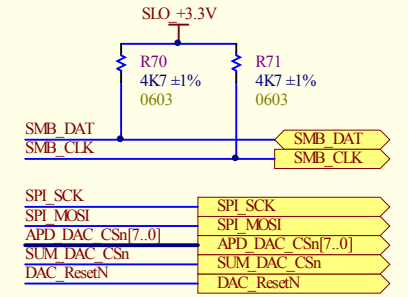 SLO_+3.3V
R70
4K7 ±1%
0603
R71
4K7 ±1%
0603
SMB_DAT
SMB_DAT
SMB_CLK
SMB_CLK
SPI_SCK
SPI_SCK
SPI_MOSI
SPI_MOSI
APD_DAC_CSn[7..0]
APD_DAC_CSn[7..0]
SUM_DAC_CSn
SUM_DAC_CSn
DAC_ResetN
DAC_ResetN